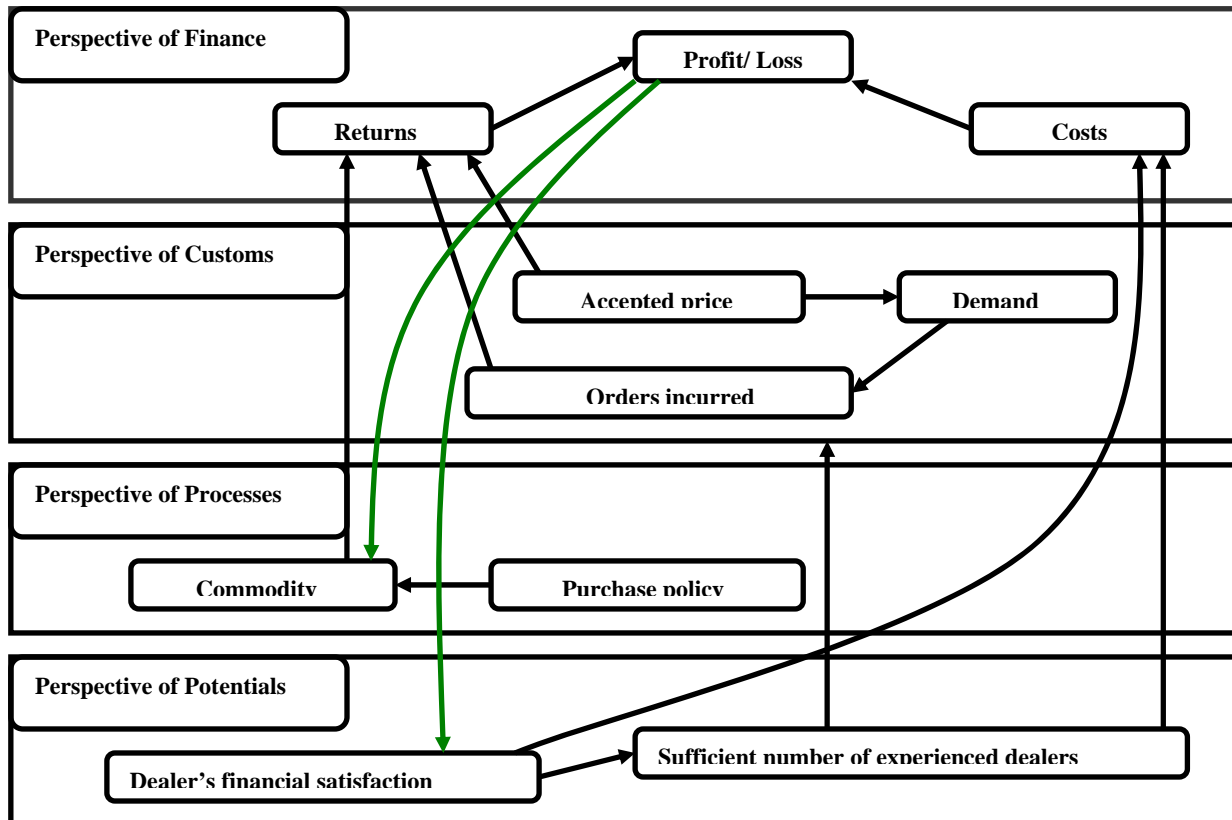 Perspective of Finance
Profit/ Loss
Returns
Costs
Perspective of Customs
Accepted price
Demand
Orders incurred
Perspective of Processes
Commodity
Purchase policy
Perspective of Potentials
Sufficient number of experienced dealers
Dealer’s financial satisfaction